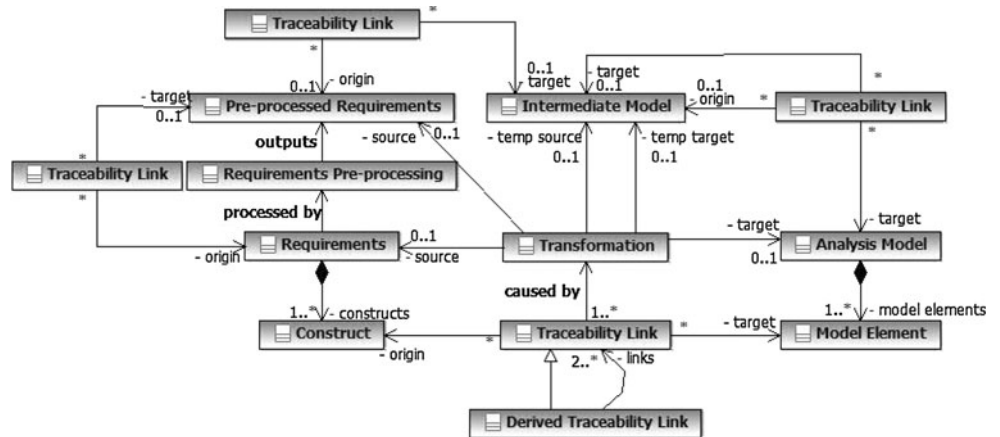 Traceability Link
*
*
*
0..1
- origin
0..1
- target
- target
0..1
0..1
- origin
*
*
- target
0..1
Pre-processed Requirements
Intermediate Model
Traceability Link
*
outputs
- source
0..1
- temp source
0..1
- temp target
0..1
*
Traceability Link
*
Requirements Pre-processing
processed by
- target
Requirements
0..1
- source
Transformation
- target
0..1
Analysis Model
- origin
caused by
1..*
- constructs
1..*
1..*
- model elements
Construct
- origin
*
Traceability Link
*
- target
Model Element
2..*
- links
Derived Traceability Link